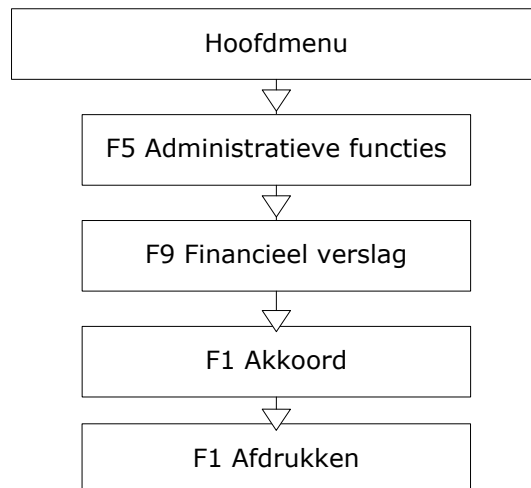 Hoofdmenu
F5 Administratieve functies
F9 Financieel verslag
F1 Akkoord
F1 Afdrukken